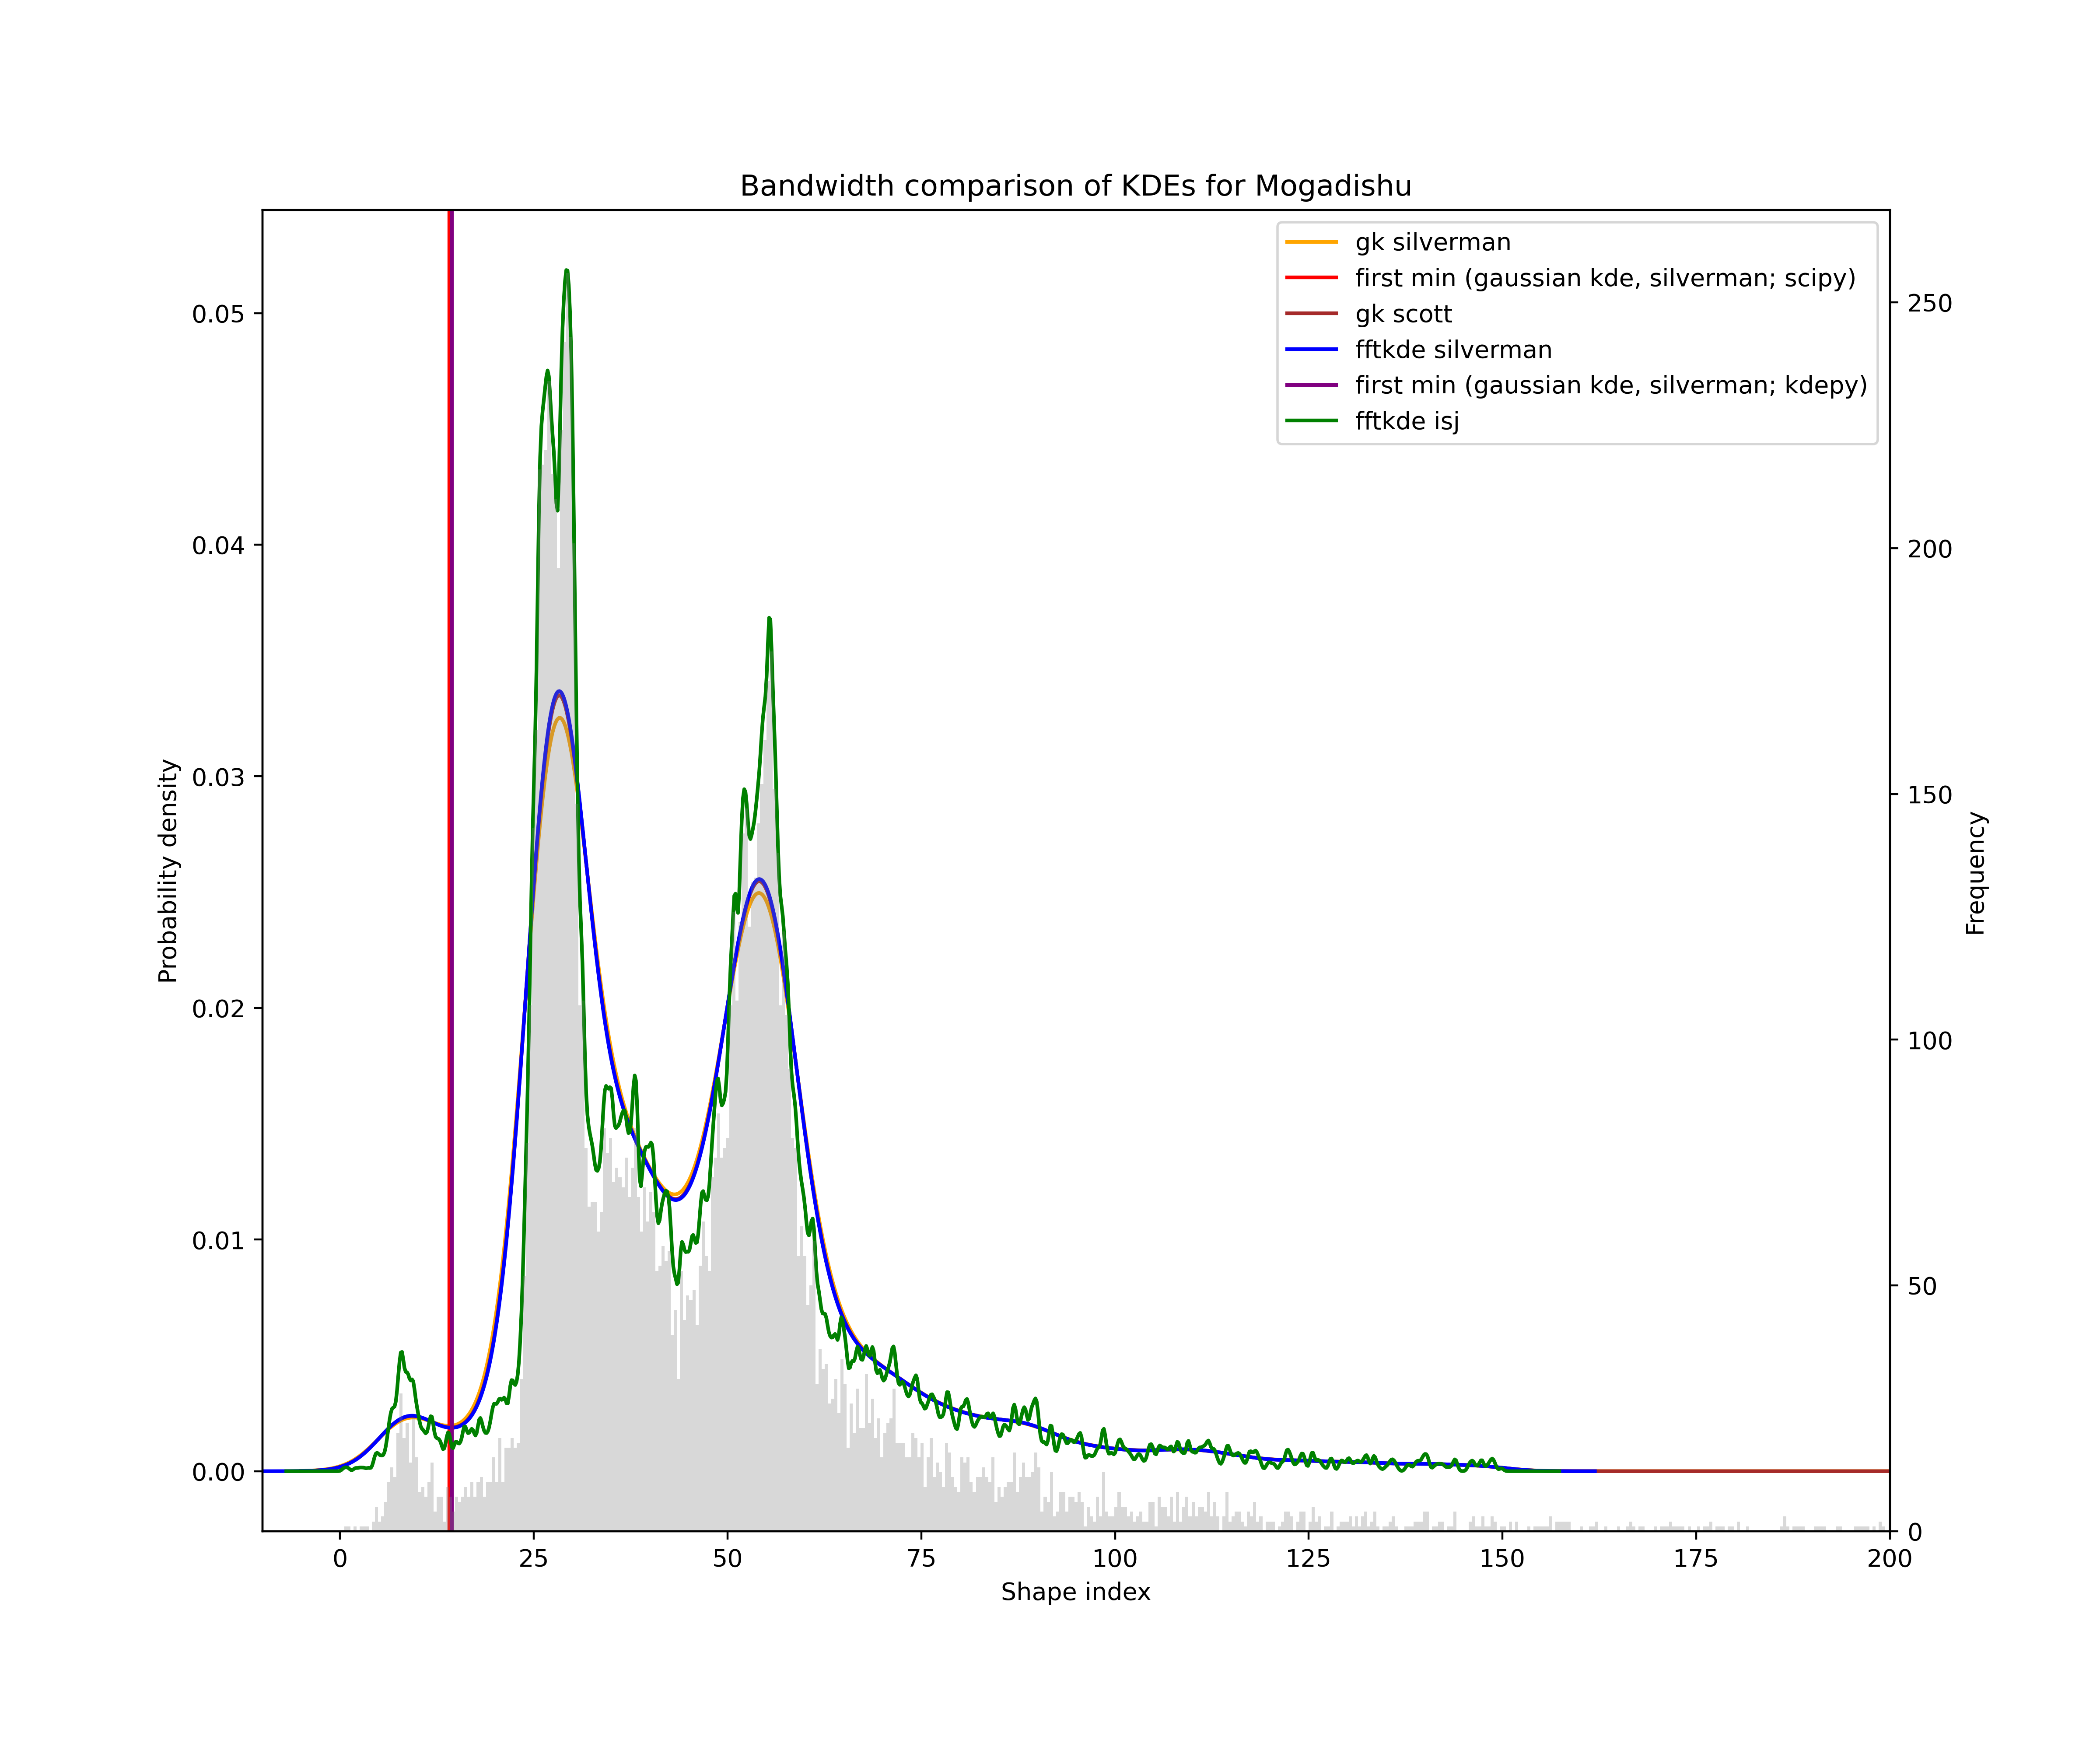 Bandwidth comparison of KDEs for Mogadishu
gk silverman
first min (gaussian kde, silverman; scipy)
gk scott
fftkde silverman
first min (gaussian kde, silverman; kdepy)
fftkde isj
0.05
0.04
0.03
0.02
0.01
0.00
Probability density
250
200
150
100
50
0
Frequency
0 25 50 75 100 125 150 175 200
Shape index